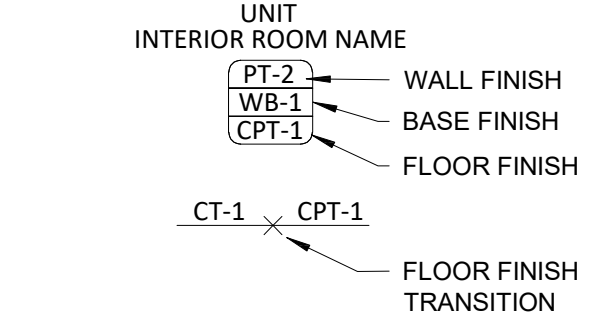 UNIT
INTERIOR ROOM NAME
PT-2 WALL FINISH
WB-1 BASE FINISH
CPT-1 FLOOR FINISH
CT-1 CPT-1
FLOOR FINISH
TRANSITION